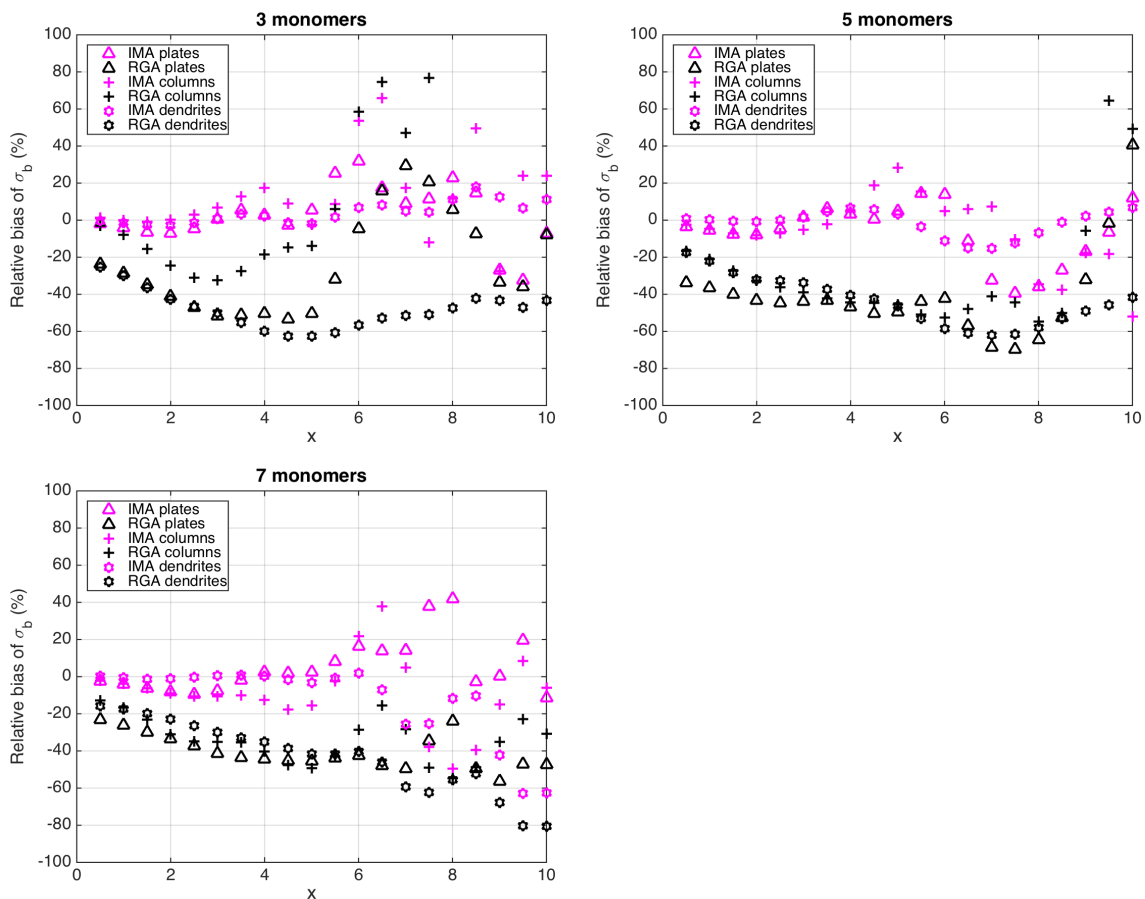 3 monomers
100
80
60
40
20
0
-20
-40
-60
-80
-100
Relative bias of σ_b (%)
IMA plates
RGA plates
IMA columns
RGA columns
IMA dendrites
RGA dendrites
0 2 4 6 8 10
x
5 monomers
100
80
60
40
20
0
-20
-40
-60
-80
-100
Relative bias of σ_b (%)
IMA plates
RGA plates
IMA columns
RGA columns
IMA dendrites
RGA dendrites
0 2 4 6 8 10
x
7 monomers
100
80
60
40
20
0
-20
-40
-60
-80
-100
Relative bias of σ_b (%)
IMA plates
RGA plates
IMA columns
RGA columns
IMA dendrites
RGA dendrites
0 2 4 6 8 10
x